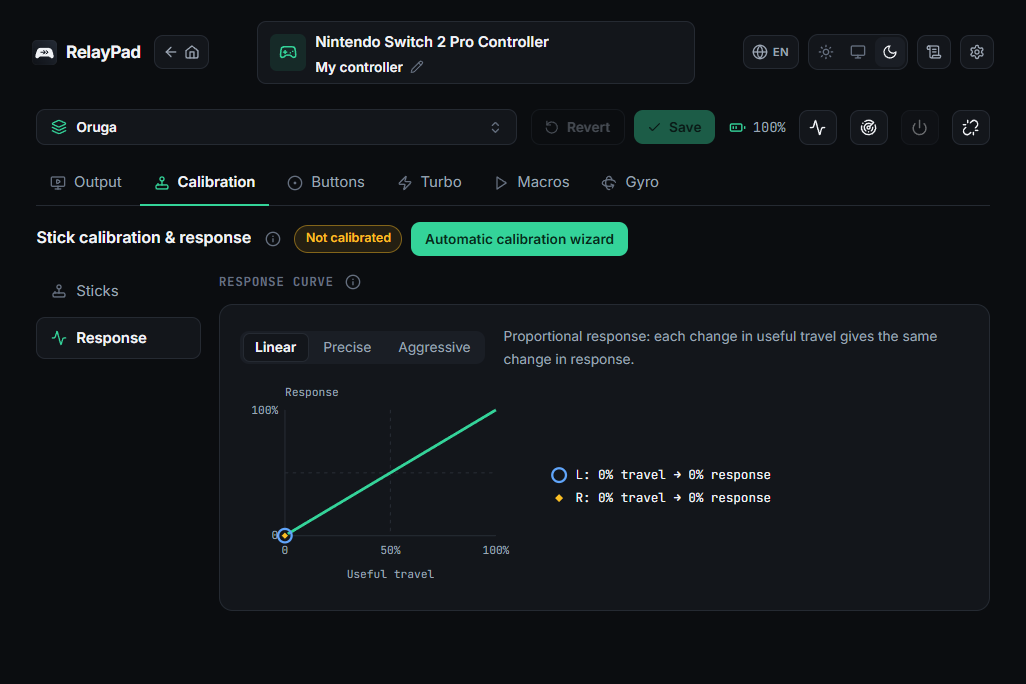 RelayPad
Nintendo Switch 2 Pro Controller
My controller
EN
Oruga
Revert
Save
100%
Output
Calibration
Buttons
Turbo
Macros
Gyro
Stick calibration & response
Not calibrated
Automatic calibration wizard
Sticks
Response
RESPONSE CURVE
Linear
Precise
Aggressive
Proportional response: each change in useful travel gives the same
change in response.
Response
100%
0
0
50%
100%
Useful travel
L: 0% travel → 0% response
R: 0% travel → 0% response